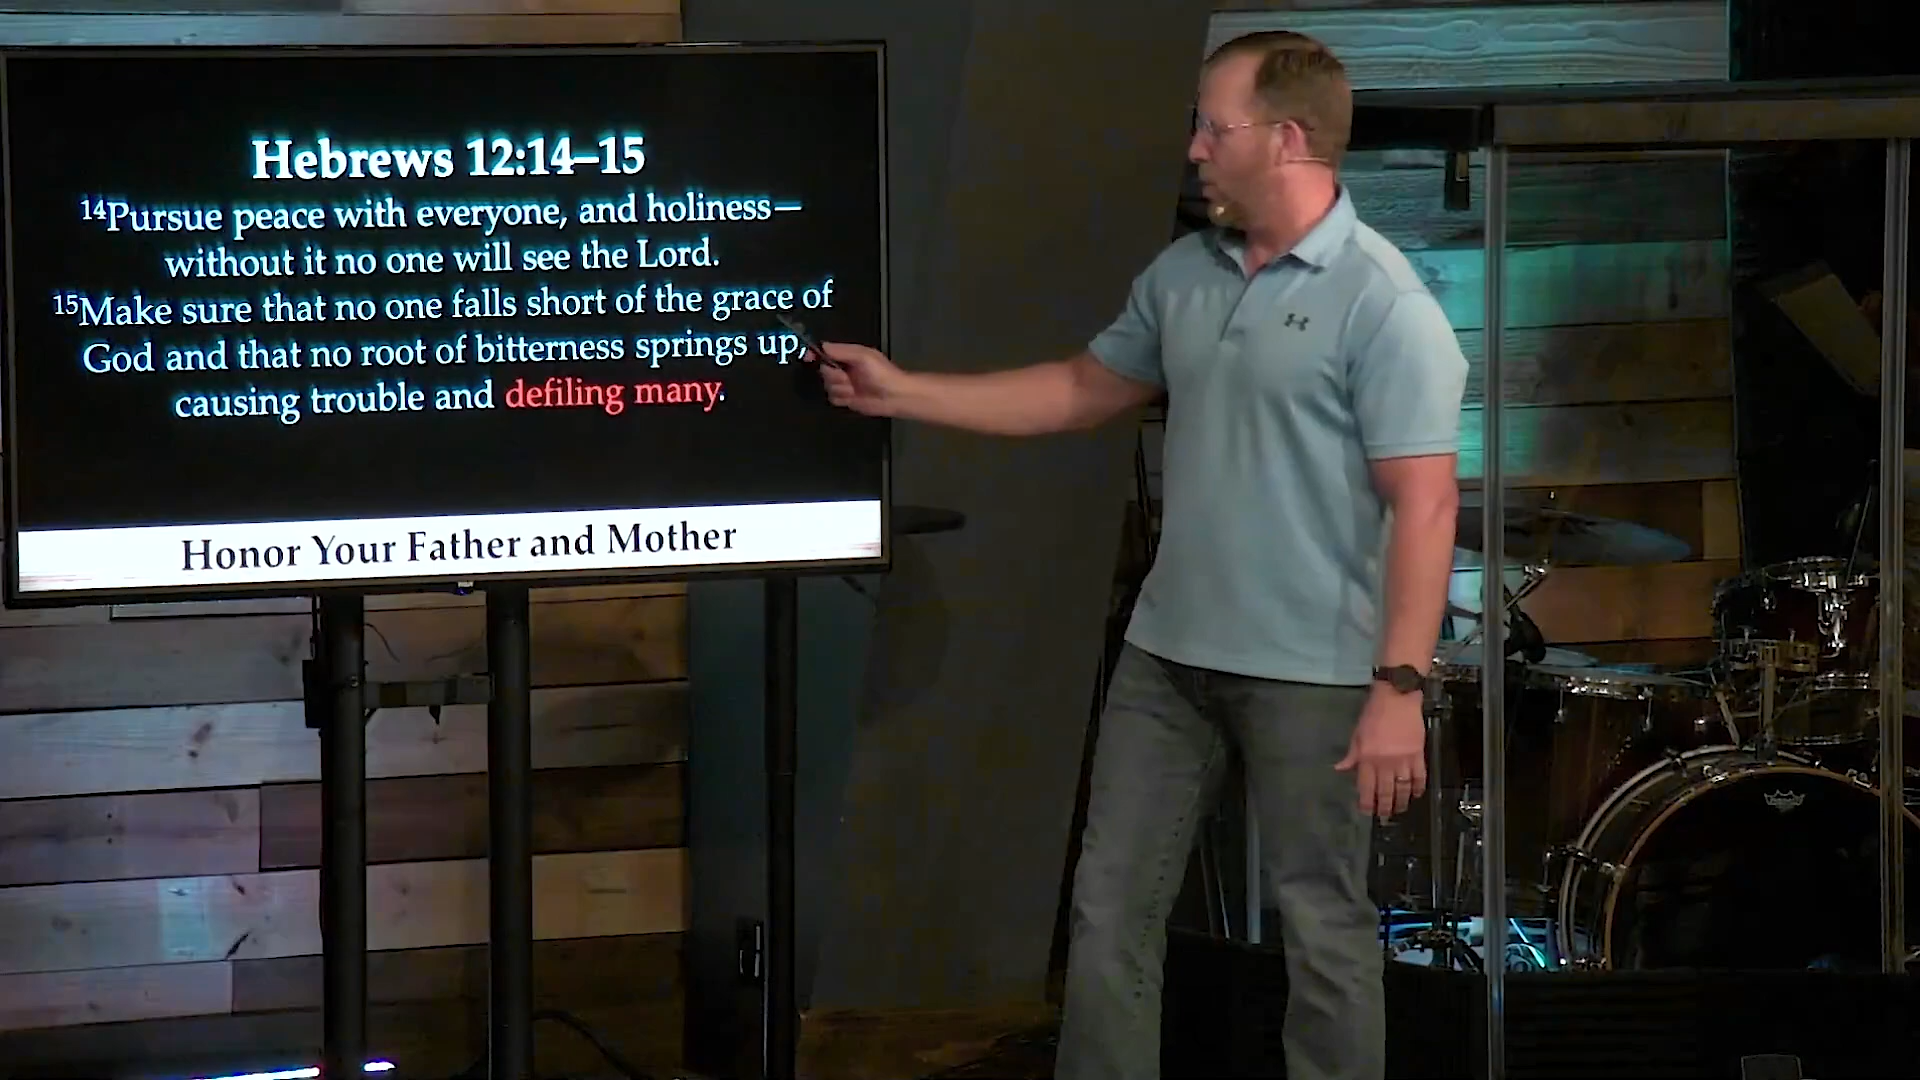 Hebrews 12:14–15
¹⁴Pursue peace with everyone, and holiness—
without it no one will see the Lord.
¹⁵Make sure that no one falls short of the grace of
God and that no root of bitterness springs up,
causing trouble and defiling many.
Honor Your Father and Mother